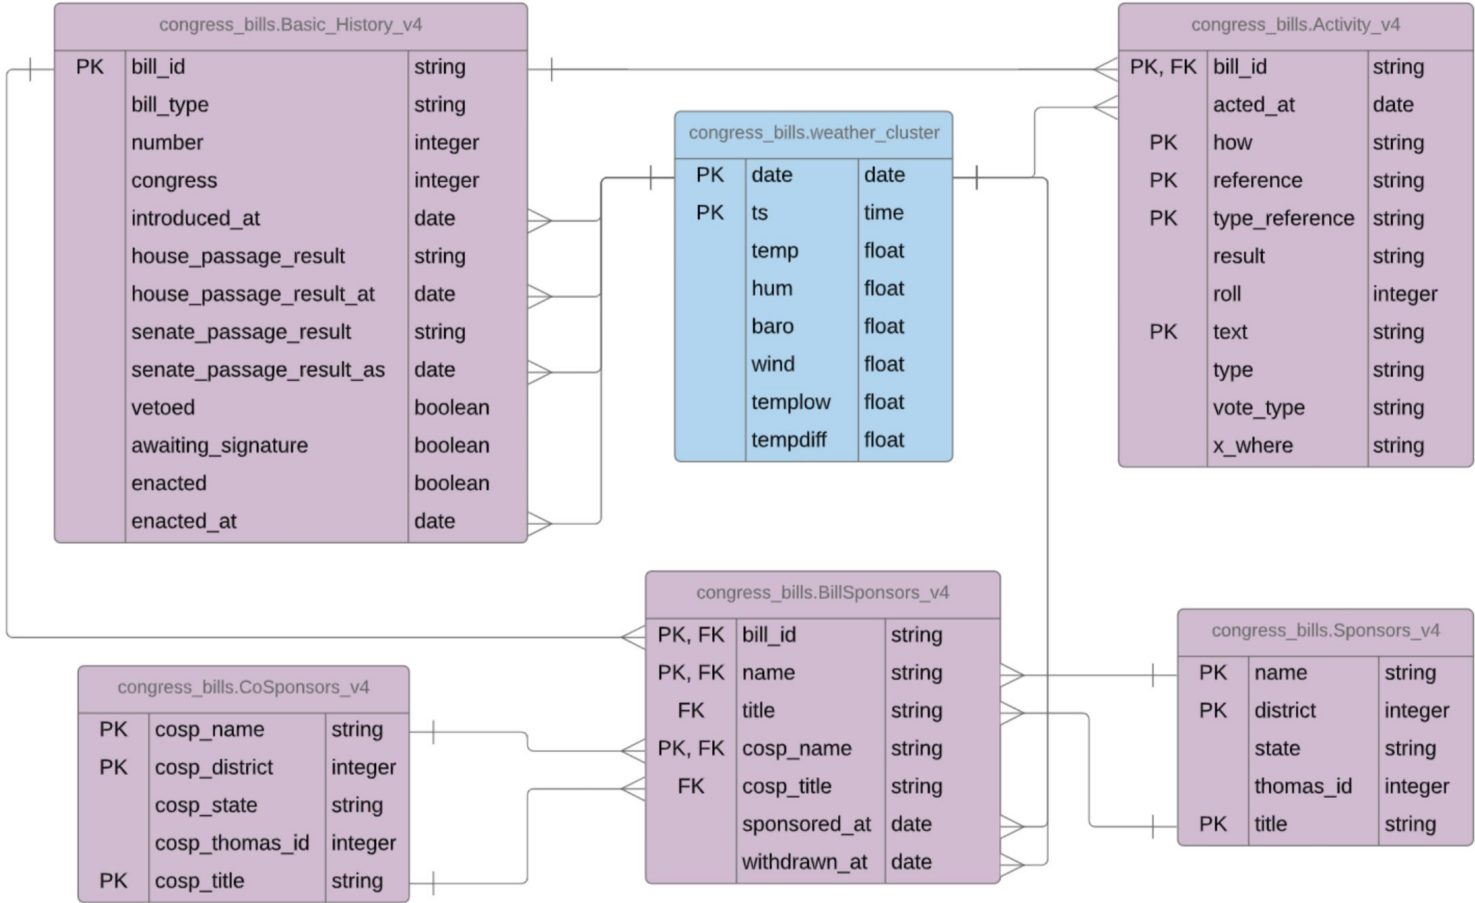 congress_bills.Basic_History_v4
PK bill_id string
bill_type string
number integer
congress integer
introduced_at date
house_passage_result string
house_passage_result_at date
senate_passage_result string
senate_passage_result_as date
vetoed boolean
awaiting_signature boolean
enacted boolean
enacted_at date
congress_bills.weather_cluster
PK date date
PK ts time
temp float
hum float
baro float
wind float
templow float
tempdiff float
congress_bills.Activity_v4
PK, FK bill_id string
acted_at date
PK how string
PK reference string
PK type_reference string
result string
roll integer
PK text string
type string
vote_type string
x_where string
congress_bills.CoSponsors_v4
PK cosp_name string
PK cosp_district integer
cosp_state string
cosp_thomas_id integer
PK cosp_title string
congress_bills.BillSponsors_v4
PK, FK bill_id string
PK, FK name string
FK title string
PK, FK cosp_name string
FK cosp_title string
sponsored_at date
withdrawn_at date
congress_bills.Sponsors_v4
PK name string
PK district integer
state string
thomas_id integer
PK title string